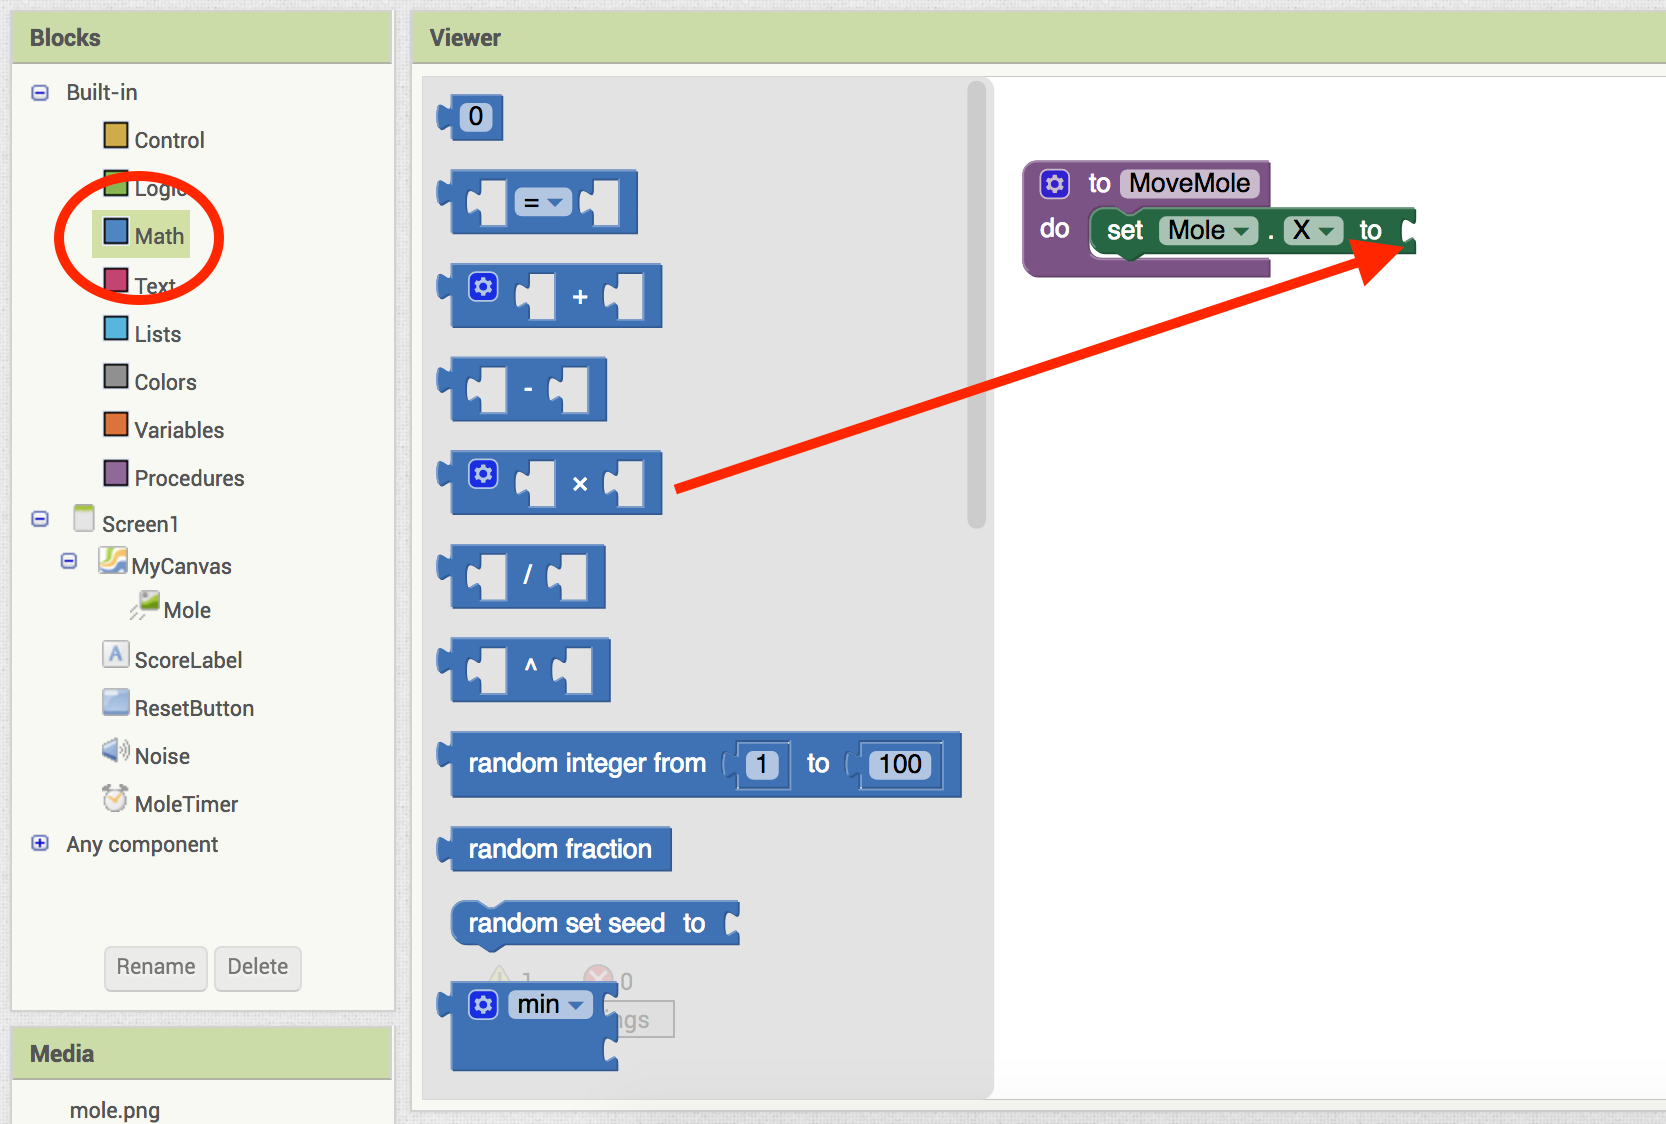 Blocks
Built-in
Control
Logic
Math
Text
Lists
Colors
Variables
Procedures
Screen1
MyCanvas
Mole
ScoreLabel
ResetButton
Noise
MoleTimer
Any component
Rename Delete
Media
mole.png
Viewer
0
=
+
-
×
/
^
random integer from 1 to 100
random fraction
random set seed to
1 0
min
to MoveMole
do set Mole . X to